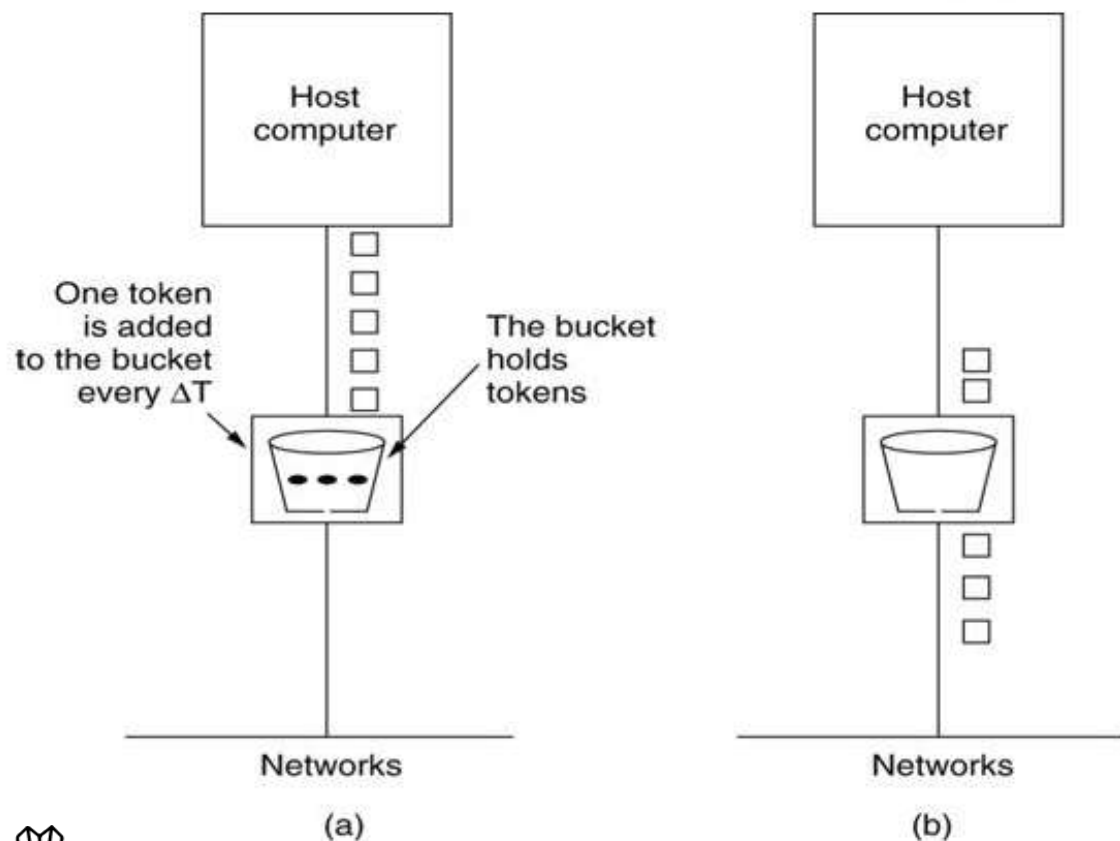 Host
computer
Host
computer
One token
is added
to the bucket
every ΔT
The bucket
holds
tokens
Networks
Networks
(a)
(b)